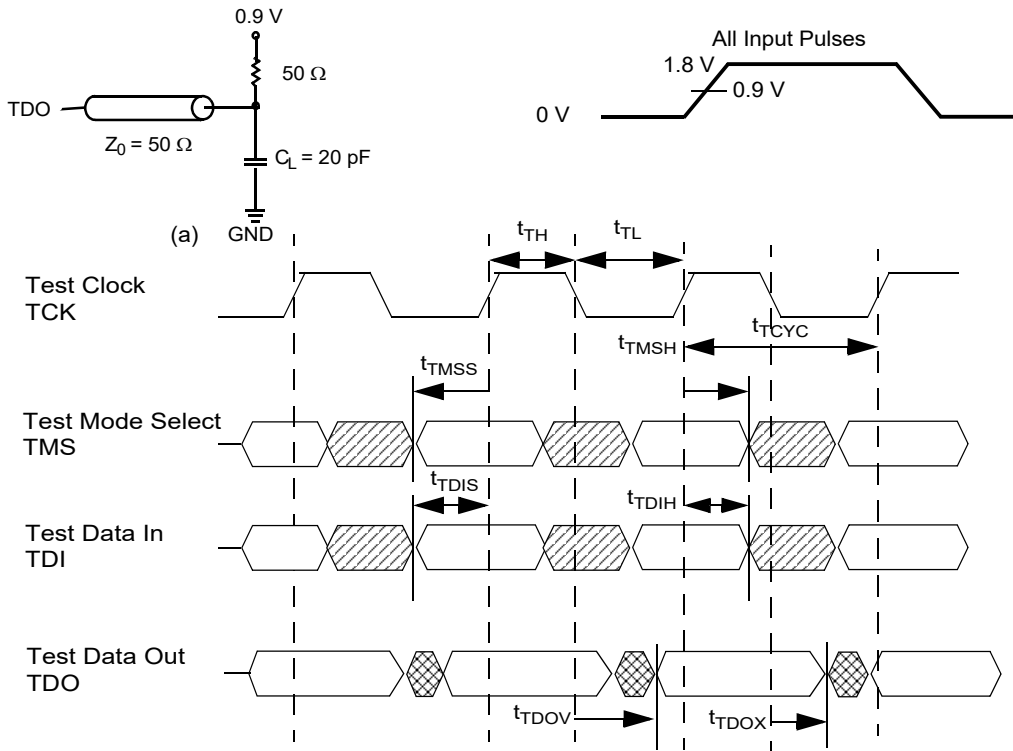 0.9 V
All Input Pulses
1.8 V
50 Ω
0.9 V
TDO
0 V
Z0 = 50 Ω
CL = 20 pF
(a)
GND
tTH
tTL
Test Clock
TCK
tTCYC
tTMSH
tTMSS
Test Mode Select
TMS
tTDIS
tTDIH
Test Data In
TDI
Test Data Out
TDO
tTDOV
tTDOX